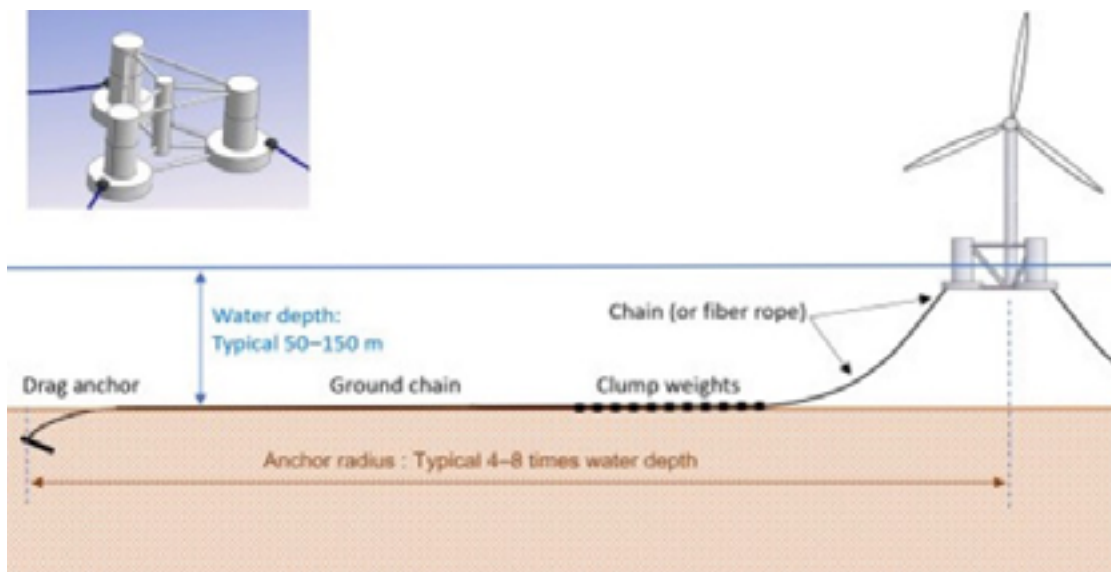 Water depth:
Typical 50–150 m
Chain (or fiber rope)
Drag anchor
Ground chain
Clump weights
Anchor radius : Typical 4–8 times water depth